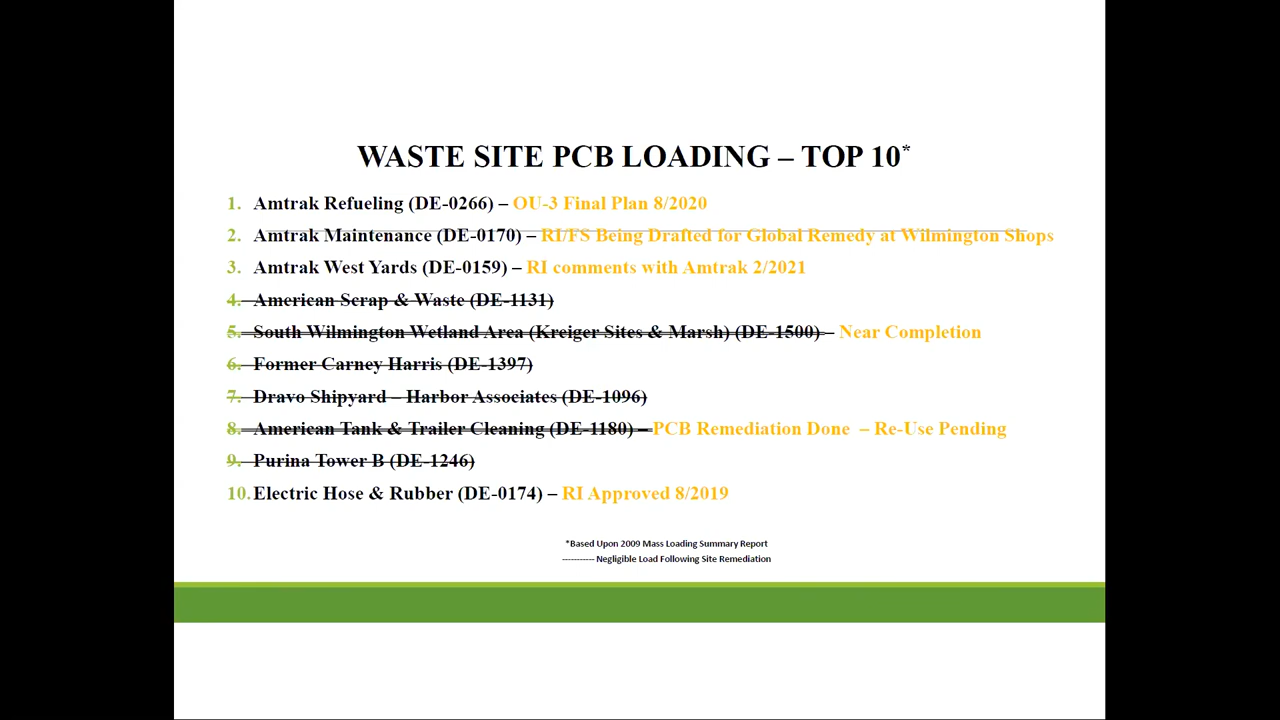 WASTE SITE PCB LOADING – TOP 10*
1. Amtrak Refueling (DE-0266) – OU-3 Final Plan 8/2020
2. Amtrak Maintenance (DE-0170) – RI/FS Being Drafted for Global Remedy at Wilmington Shops
3. Amtrak West Yards (DE-0159) – RI comments with Amtrak 2/2021
4. American Scrap & Waste (DE-1131)
5. South Wilmington Wetland Area (Kreiger Sites & Marsh) (DE-1500) – Near Completion
6. Former Carney Harris (DE-1397)
7. Dravo Shipyard – Harbor Associates (DE-1096)
8. American Tank & Trailer Cleaning (DE-1180) – PCB Remediation Done – Re-Use Pending
9. Purina Tower B (DE-1246)
10. Electric Hose & Rubber (DE-0174) – RI Approved 8/2019
*Based Upon 2009 Mass Loading Summary Report
----------- Negligible Load Following Site Remediation